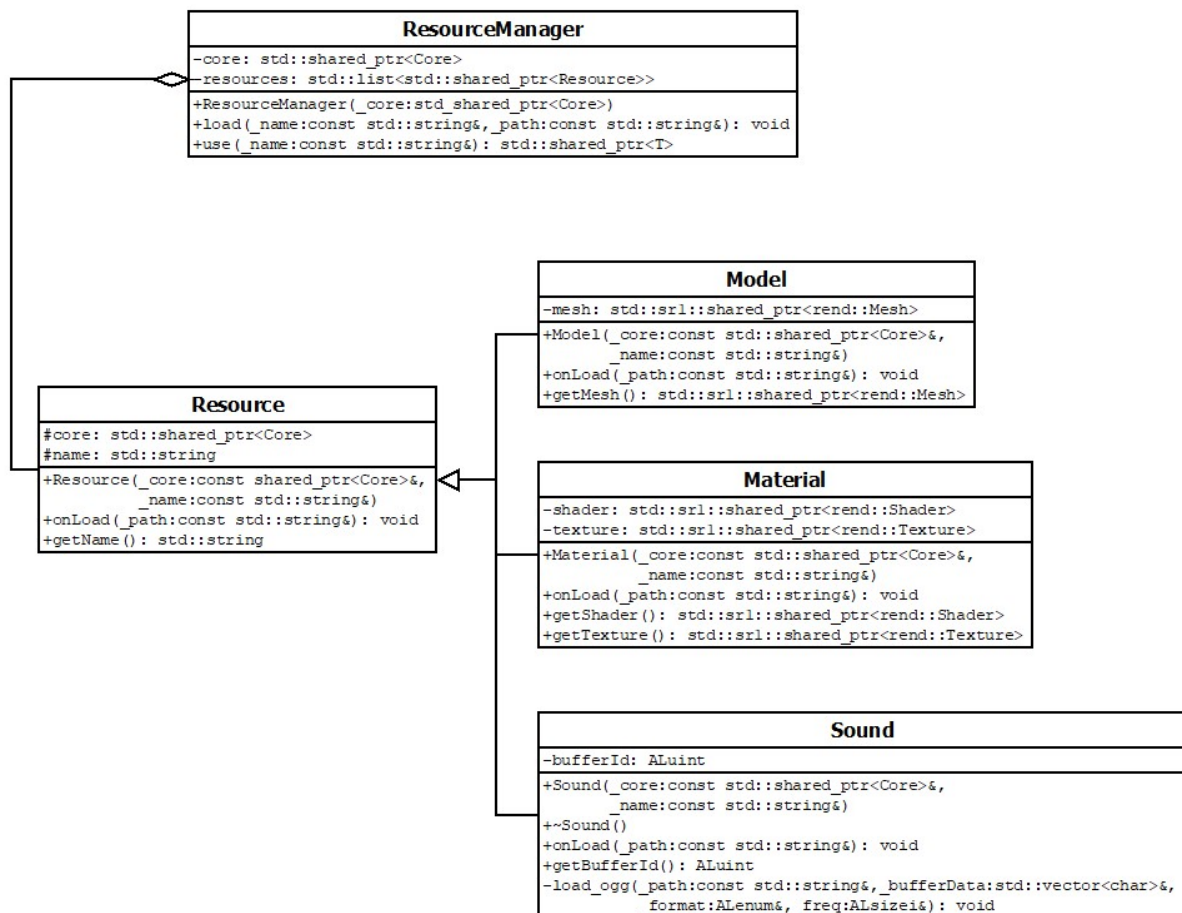 ResourceManager
-core: std::shared_ptr<Core>
-resources: std::list<std::shared_ptr<Resource>>
+ResourceManager(_core:std_shared_ptr<Core>)
+load(_name:const std::string&,_path:const std::string&): void
+use(_name:const std::string&): std::shared_ptr<T>
Model
-mesh: std::sr1::shared_ptr<rend::Mesh>
+Model(_core:const std::shared_ptr<Core>&,
_name:const std::string&)
+onLoad(_path:const std::string&): void
+getMesh(): std::sr1::shared_ptr<rend::Mesh>
Resource
#core: std::shared_ptr<Core>
#name: std::string
+Resource(_core:const shared_ptr<Core>&,
_name:const std::string&)
+onLoad(_path:const std::string&): void
+getName(): std::string
Material
-shader: std::sr1::shared_ptr<rend::Shader>
-texture: std::sr1::shared_ptr<rend::Texture>
+Material(_core:const std::shared_ptr<Core>&,
_name:const std::string&)
+onLoad(_path:const std::string&): void
+getShader(): std::sr1::shared_ptr<rend::Shader>
+getTexture(): std::sr1::shared_ptr<rend::Texture>
Sound
-bufferId: ALuint
+Sound(_core:const std::shared_ptr<Core>&,
_name:const std::string&)
+~Sound()
+onLoad(_path:const std::string&): void
+getBufferId(): ALuint
-load_ogg(_path:const std::string&,_bufferData:std::vector<char>&,
format:ALenum&, freq:ALsizei&): void